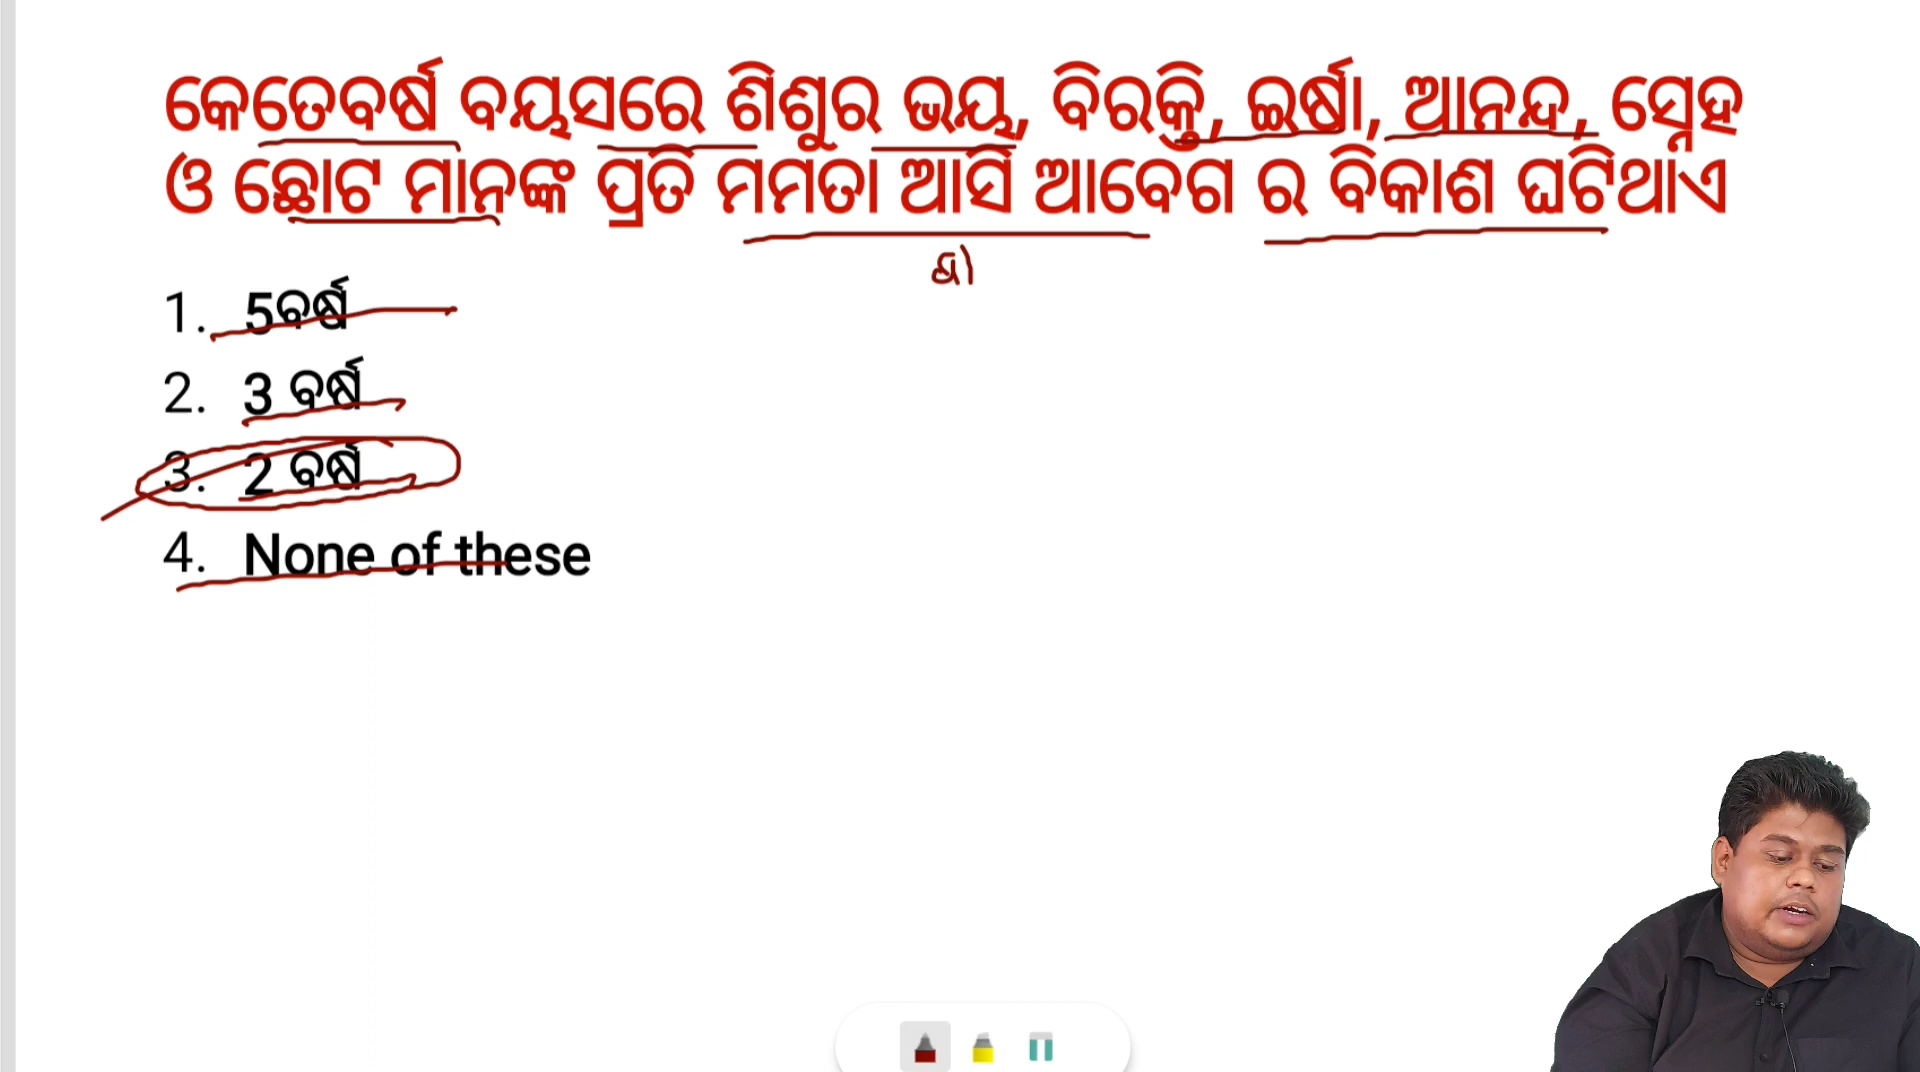 କେତେବର୍ଷ ବୟସରେ ଶିଶୁର ଭୟ, ବିରକ୍ତି, ଇର୍ଷା, ଆନନ୍ଦ, ସ୍ନେହ
ଓ ଛୋଟ ମାନଙ୍କ ପ୍ରତି ମମତା ଆସି ଆବେଗ ର ବିକାଶ ଘଟିଥାଏ
1. 5ବର୍ଷ
2. 3 ବର୍ଷ
3. 2 ବର୍ଷ
4. None of these